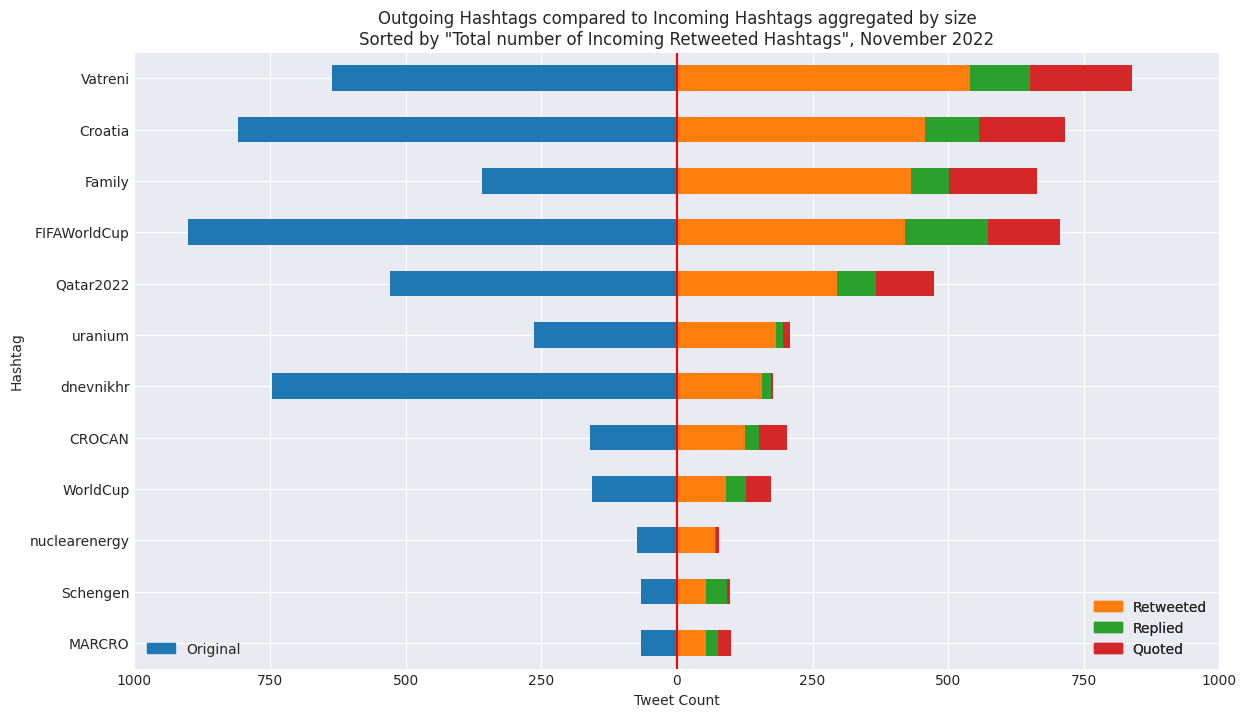 Outgoing Hashtags compared to Incoming Hashtags aggregated by size
Sorted by "Total number of Incoming Retweeted Hashtags", November 2022
Hashtag
Vatreni
Croatia
Family
FIFAWorldCup
Qatar2022
uranium
dnevnikhr
CROCAN
WorldCup
nuclearenergy
Schengen
MARCRO
Original
Retweeted
Replied
Quoted
1000 750 500 250 0 250 500 750 1000
Tweet Count